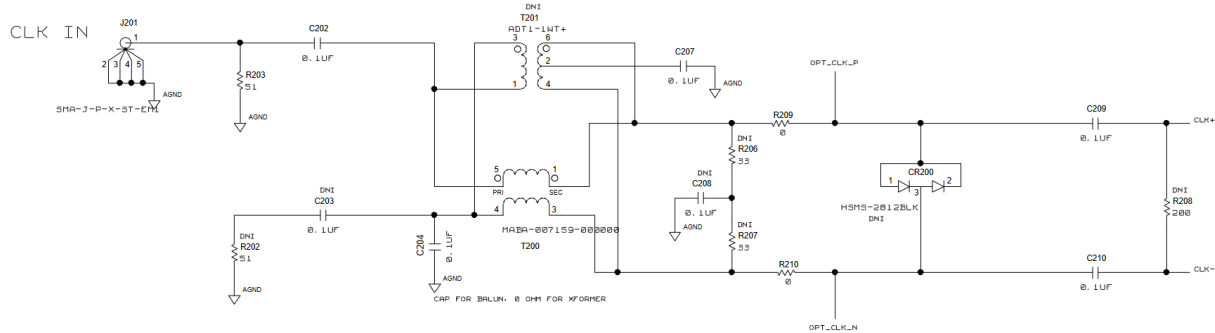 CLK IN
J201
1
2
3
4
5
AGND
SMA-J-P-X-ST-EM1
R203
51
AGND
C202
0.1UF
DNI
T201
ADT1-1WT+
3
6
2
1
4
C207
0.1UF
AGND
OPT_CLK_P
R209
0
C209
0.1UF
CLK+
DNI
R206
33
5
1
PRI
SEC
4
3
MABA-007159-000000
T200
DNI
C208
0.1UF
AGND
DNI
R207
33
CR200
1
2
3
HSMS-2812BLK
DNI
DNI
R208
200
DNI
C203
0.1UF
DNI
R202
51
AGND
C204
0.1UF
AGND
CAP FOR BALUN, 0 OHM FOR XFORMER
R210
0
C210
0.1UF
CLK-
OPT_CLK_N